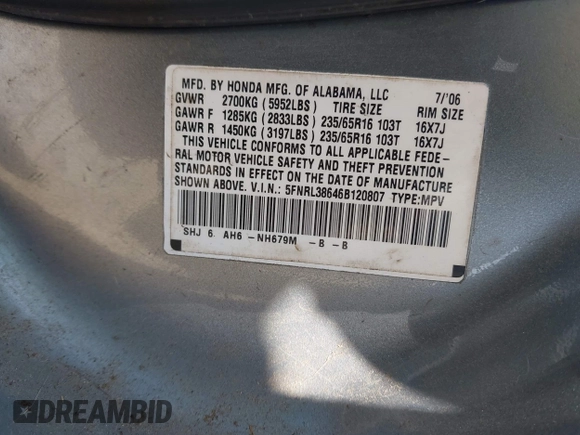 MFD. BY HONDA MFG. OF ALABAMA, LLC 7/'06
GVWR 2700KG (5952LBS) TIRE SIZE RIM SIZE
GAWR F 1285KG (2833LBS) 235/65R16 103T 16X7J
GAWR R 1450KG (3197LBS) 235/65R16 103T 16X7J
THIS VEHICLE CONFORMS TO ALL APPLICABLE FEDE-
RAL MOTOR VEHICLE SAFETY AND THEFT PREVENTION
STANDARDS IN EFFECT ON THE DATE OF MANUFACTURE
SHOWN ABOVE. V.I.N.: 5FNRL38646B120807 TYPE:MPV
SHJ 6 AH6 -NH679M -B -B
DREAMBID